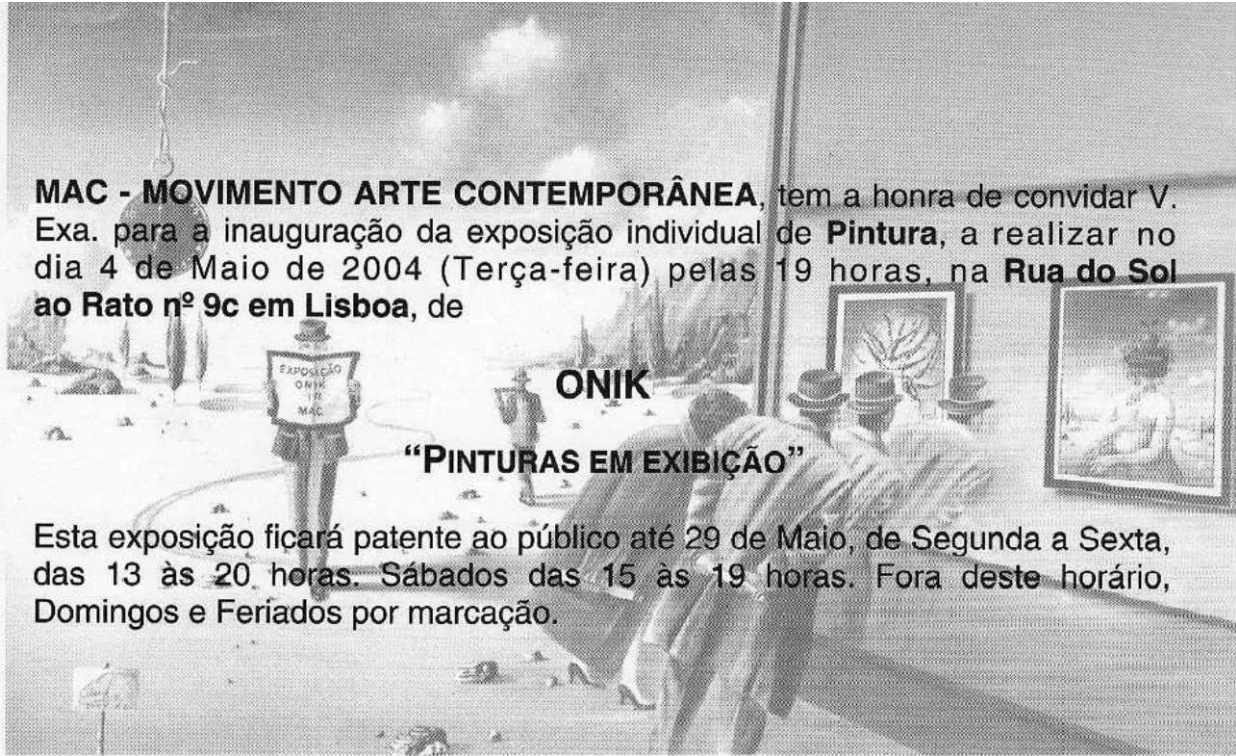 MAC - MOVIMENTO ARTE CONTEMPORÂNEA, tem a honra de convidar V.
Exa. para a inauguração da exposição individual de Pintura, a realizar no
dia 4 de Maio de 2004 (Terça-feira) pelas 19 horas, na Rua do Sol
ao Rato nº 9c em Lisboa, de
EXPOSIÇÃO
ONIK
MAC
ONIK
“PINTURAS EM EXIBIÇÃO”
Esta exposição ficará patente ao público até 29 de Maio, de Segunda a Sexta,
das 13 às 20 horas. Sábados das 15 às 19 horas. Fora deste horário,
Domingos e Feriados por marcação.